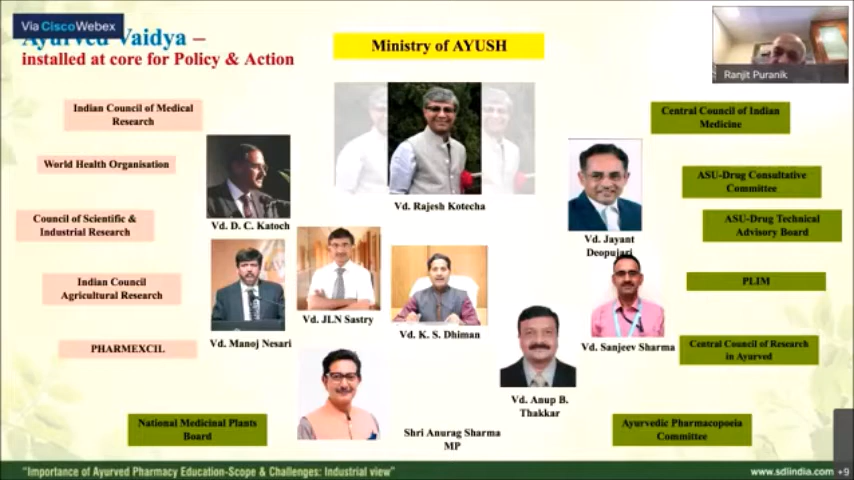 Via Cisco Webex
Ayurved Vaidya –
installed at core for Policy & Action
Ministry of AYUSH
Ranjit Puranik
Indian Council of Medical
Research
World Health Organisation
Council of Scientific &
Industrial Research
Indian Council
Agricultural Research
PHARMEXCIL
National Medicinal Plants
Board
Vd. Rajesh Kotecha
Vd. D. C. Katoch
Vd. Manoj Nesari
Vd. JLN Sastry
Vd. K. S. Dhiman
Shri Anurag Sharma
MP
Vd. Jayant
Deopujari
Vd. Sanjeev Sharma
Vd. Anup B.
Thakkar
Central Council of Indian
Medicine
ASU-Drug Consultative
Committee
ASU-Drug Technical
Advisory Board
PLIM
Central Council of Research
in Ayurved
Ayurvedic Pharmacopoeia
Committee
"Importance of Ayurved Pharmacy Education-Scope & Challenges: Industrial view"
www.sdlindia.com
+9